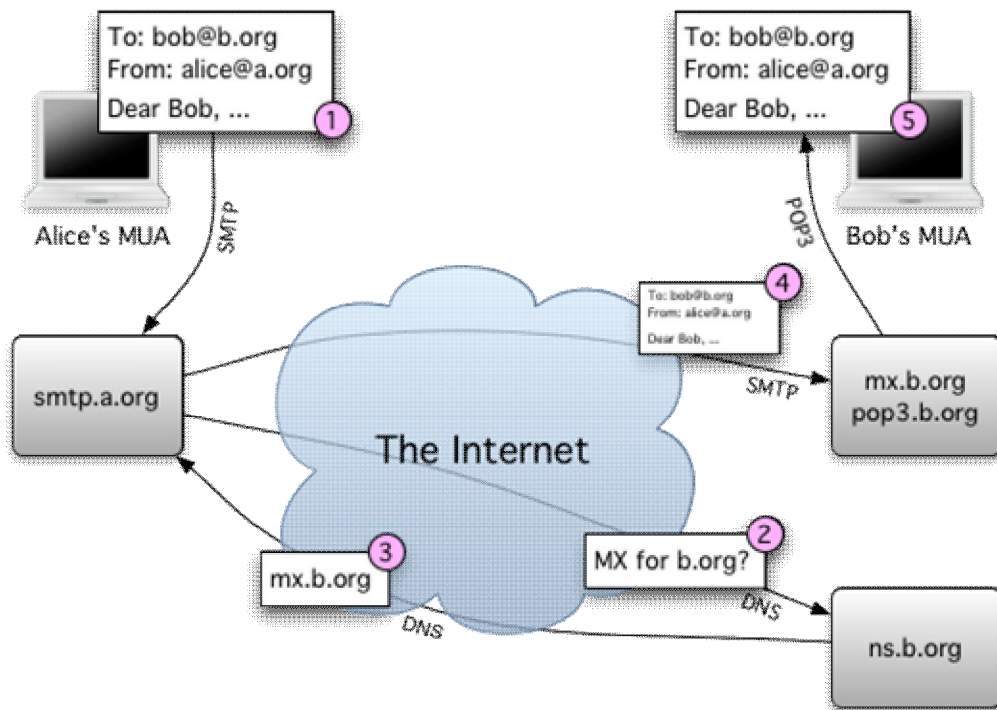 To: bob@b.org
From: alice@a.org
Dear Bob, ...
1
Alice's MUA
SMTP
To: bob@b.org
From: alice@a.org
Dear Bob, ...
5
Bob's MUA
POP3
To: bob@b.org
From: alice@a.org
Dear Bob, ...
4
SMTP
smtp.a.org
mx.b.org
pop3.b.org
The Internet
MX for b.org?
2
DNS
mx.b.org
3
DNS
ns.b.org